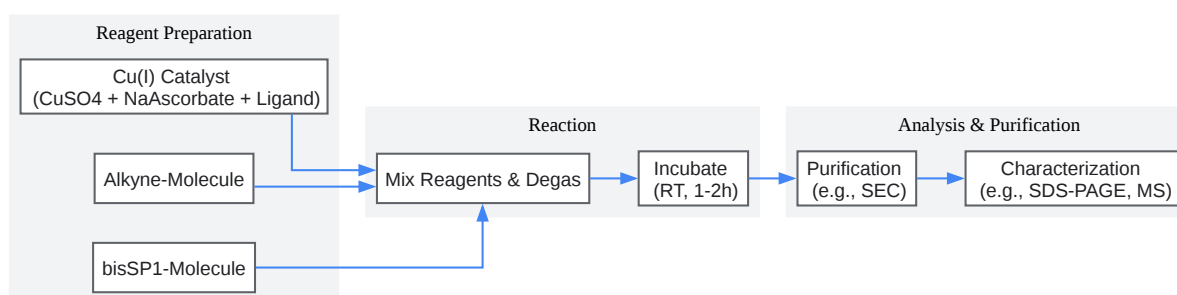 Reagent Preparation
Cu(I) Catalyst
(CuSO4 + NaAscorbate + Ligand)
Alkyne-Molecule
bisSP1-Molecule
Reaction
Mix Reagents & Degas
Incubate
(RT, 1-2h)
Analysis & Purification
Purification
(e.g., SEC)
Characterization
(e.g., SDS-PAGE, MS)